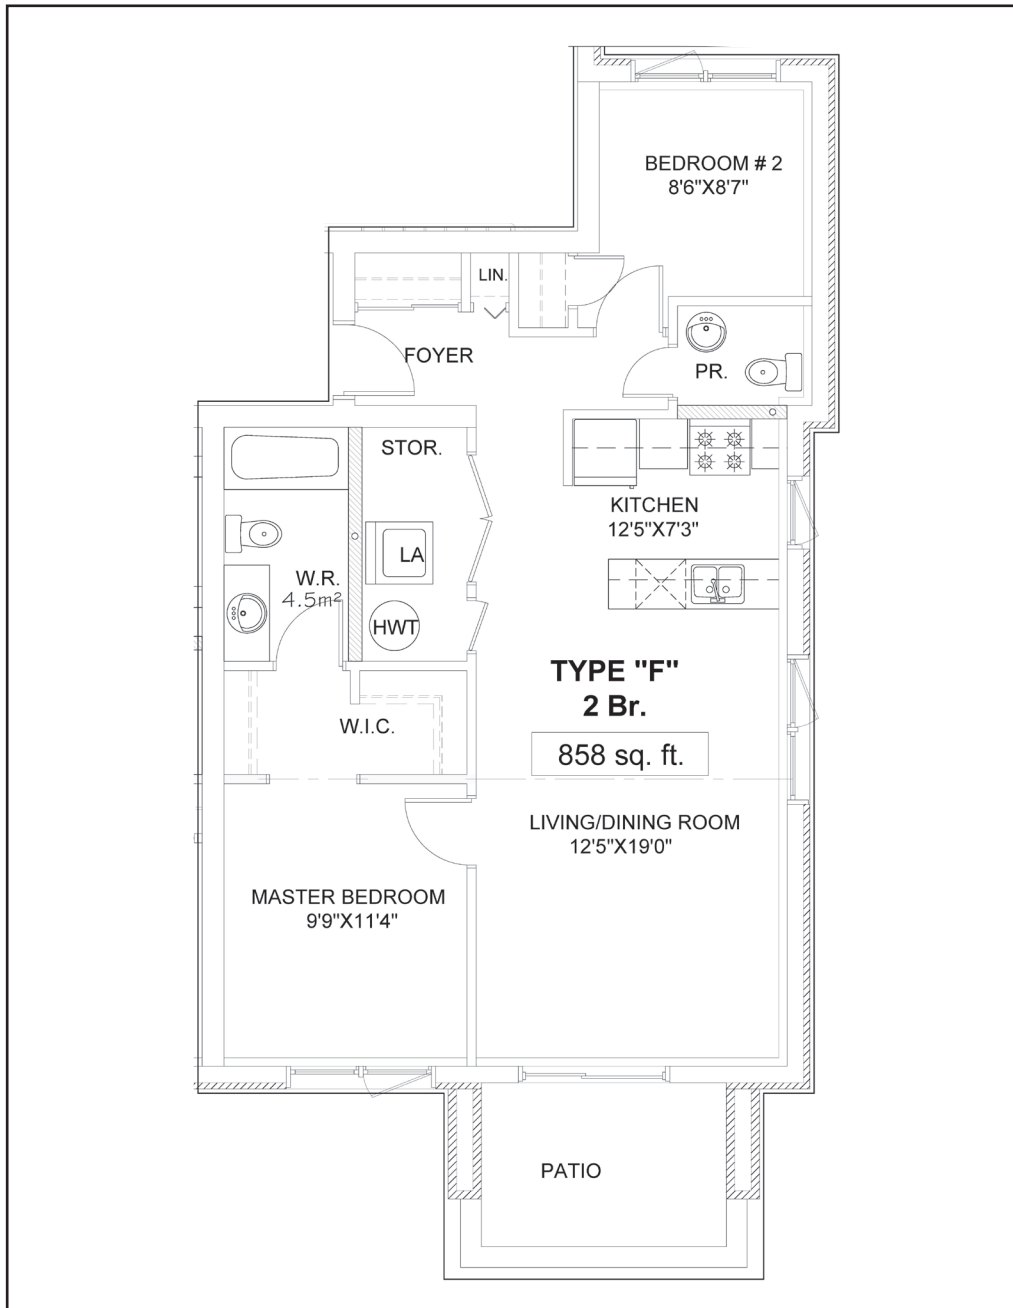 BEDROOM # 2
8'6"X8'7"
LIN.
FOYER
PR.
STOR.
KITCHEN
12'5"X7'3"
LA
W.R.
4.5m²
HWT
TYPE "F"
2 Br.
W.I.C.
858 sq. ft.
LIVING/DINING ROOM
12'5"X19'0"
MASTER BEDROOM
9'9"X11'4"
PATIO